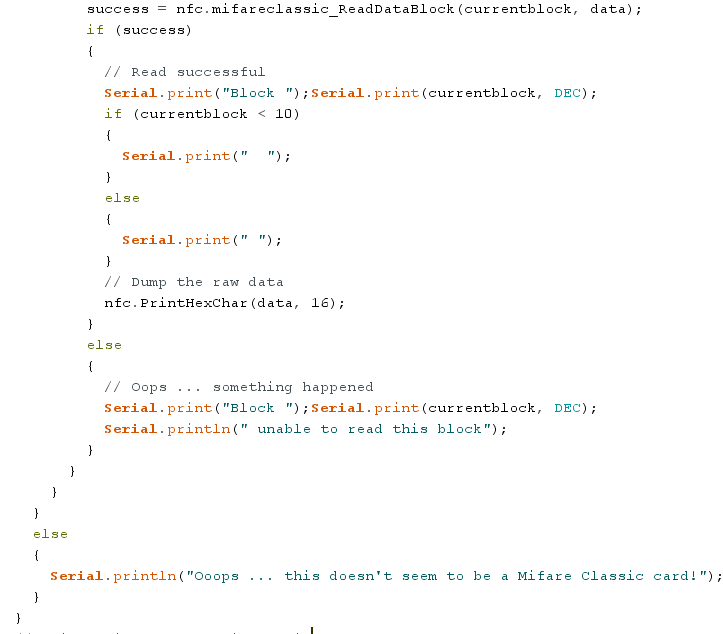 success = nfc.mifareclassic_ReadDataBlock(currentblock, data);
if (success)
{
// Read successful
Serial.print("Block ");Serial.print(currentblock, DEC);
if (currentblock < 10)
{
Serial.print("  ");
}
else
{
Serial.print(" ");
}
// Dump the raw data
nfc.PrintHexChar(data, 16);
}
else
{
// Oops ... something happened
Serial.print("Block ");Serial.print(currentblock, DEC);
Serial.println(" unable to read this block");
}
}
}
}
else
{
Serial.println("Ooops ... this doesn't seem to be a Mifare Classic card!");
}
}